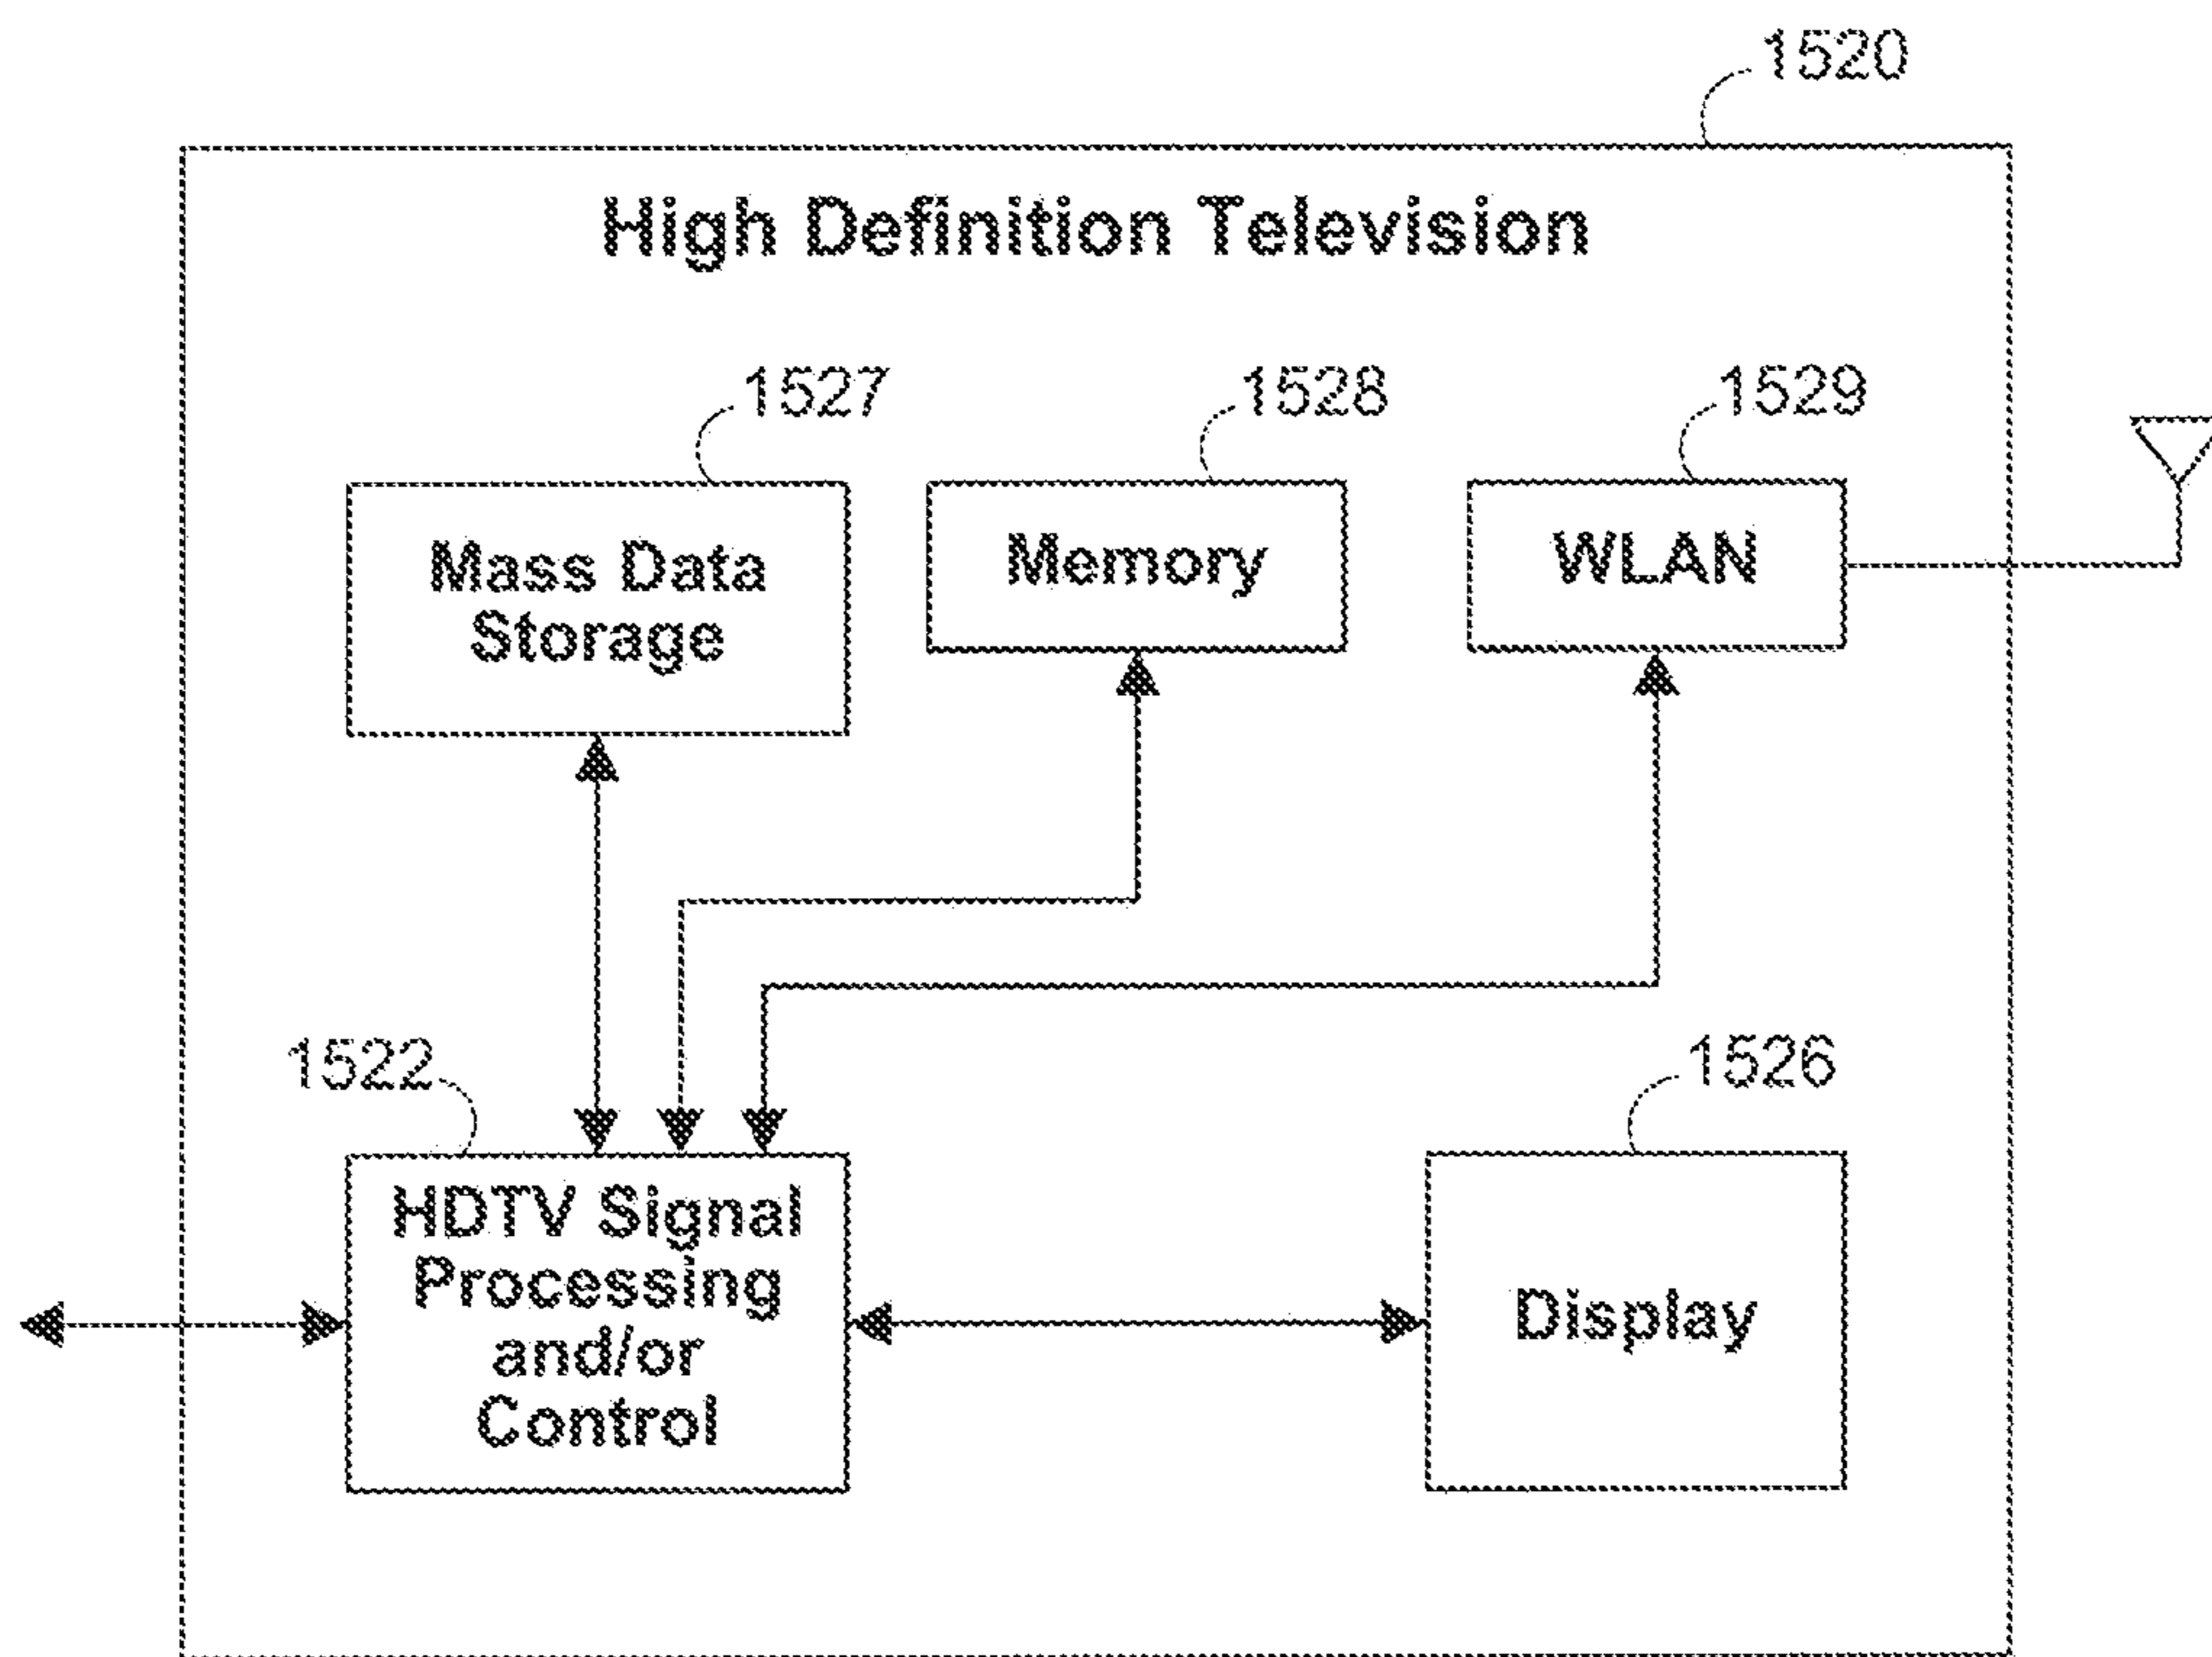 1520
High Definition Television
1527
1528
1529
Mass Data
Storage
Memory
WLAN
1522
1526
HDTV Signal
Processing
and/or
Control
Display